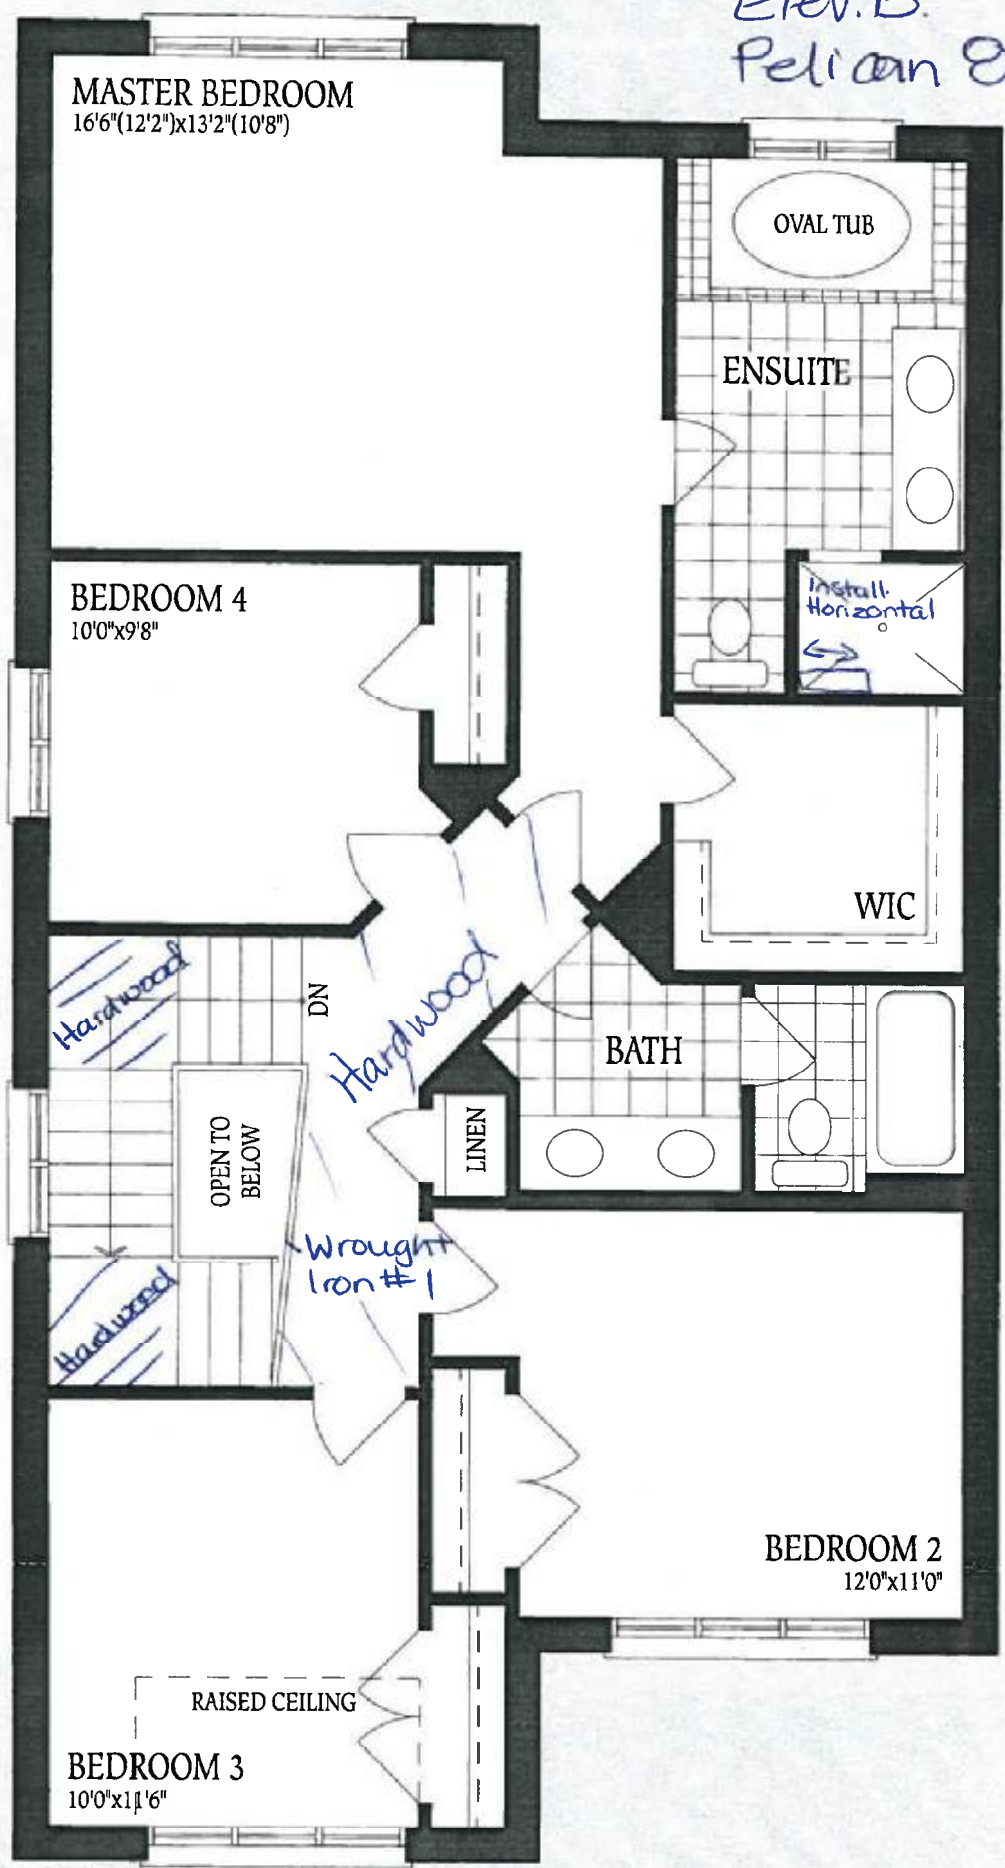 Elev. B.
Pelican 8
MASTER BEDROOM
16'6"(12'2")x13'2"(10'8")
OVAL TUB
ENSUITE
Install
Horizontal
BEDROOM 4
10'0"x9'8"
WIC
Hardwood
DN
Hardwood
BATH
OPEN TO
BELOW
LINEN
Wrought
Iron #1
Hardwood
BEDROOM 2
12'0"x11'0"
RAISED CEILING
BEDROOM 3
10'0"x11'6"